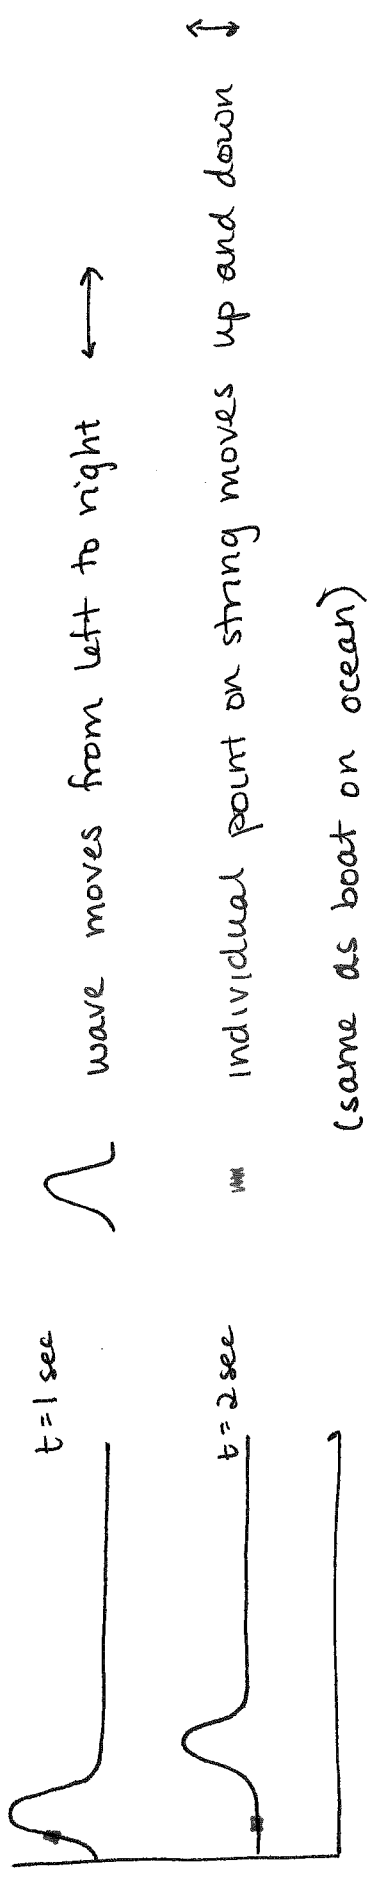 t = 1 sec
wave moves from left to right
t = 2 sec
individual point on string moves up and down
(same as boat on ocean)